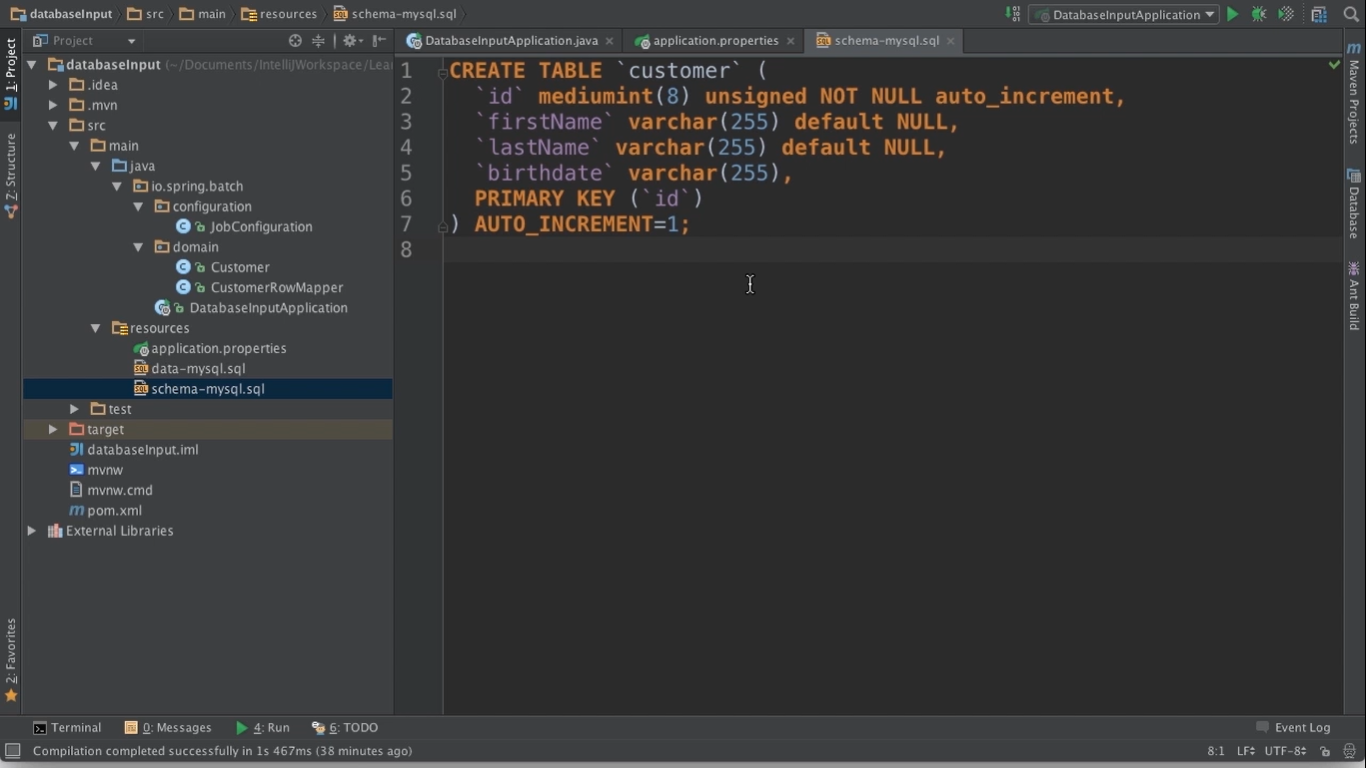 databaseInput src main resources schema-mysql.sql DatabaseInputApplication
1: Project
Z: Structure
2: Favorites
Project
DatabaseInputApplication.java application.properties schema-mysql.sql
databaseInput (~/Documents/IntelliJWorkspace/Lear
.idea
.mvn
src
main
java
io.spring.batch
configuration
JobConfiguration
domain
Customer
CustomerRowMapper
DatabaseInputApplication
resources
application.properties
data-mysql.sql
schema-mysql.sql
test
target
databaseInput.iml
mvnw
mvnw.cmd
pom.xml
External Libraries
1 CREATE TABLE `customer` (
2 `id` mediumint(8) unsigned NOT NULL auto_increment,
3 `firstName` varchar(255) default NULL,
4 `lastName` varchar(255) default NULL,
5 `birthdate` varchar(255),
6 PRIMARY KEY (`id`)
7 ) AUTO_INCREMENT=1;
8
Maven Projects
Database
Ant Build
Terminal 0: Messages 4: Run 6: TODO Event Log
Compilation completed successfully in 1s 467ms (38 minutes ago) 8:1 LF UTF-8